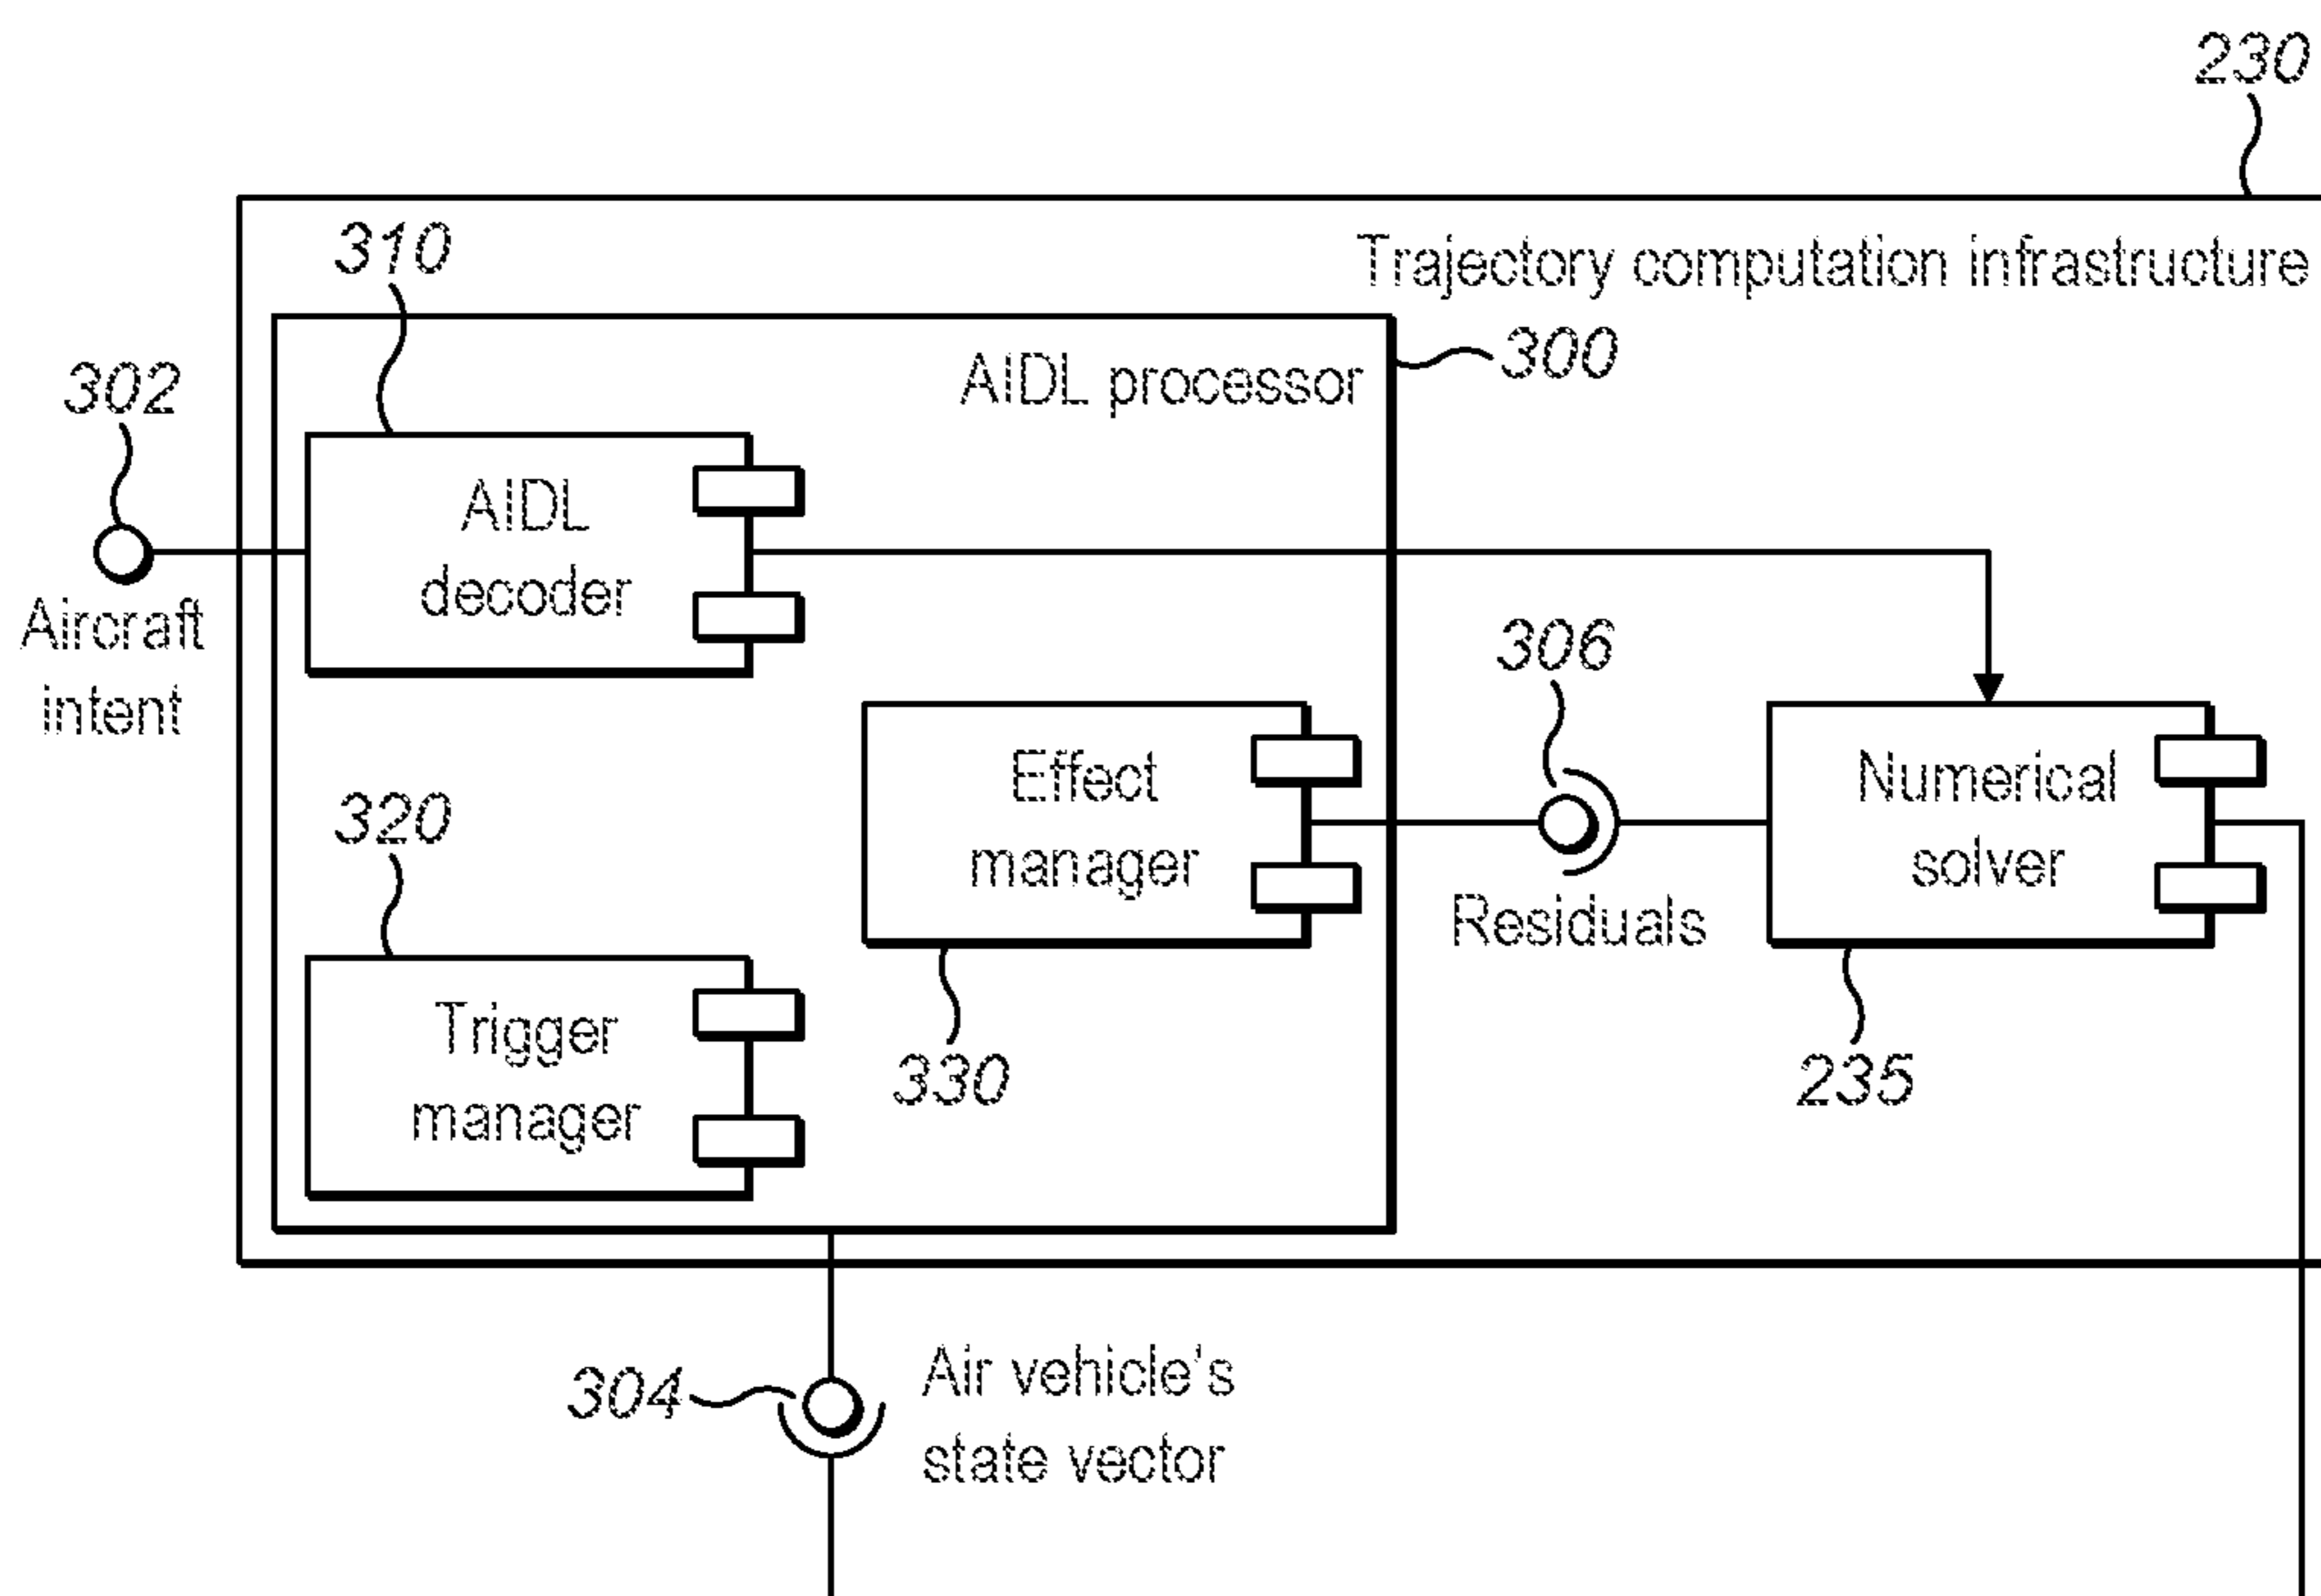 230
Trajectory computation infrastructure
310
AIDL processor
300
302
AIDL
decoder
Aircraft
intent
306
Effect
manager
Numerical
solver
Residuals
320
Trigger
manager
330
235
304
Air vehicle's
state vector